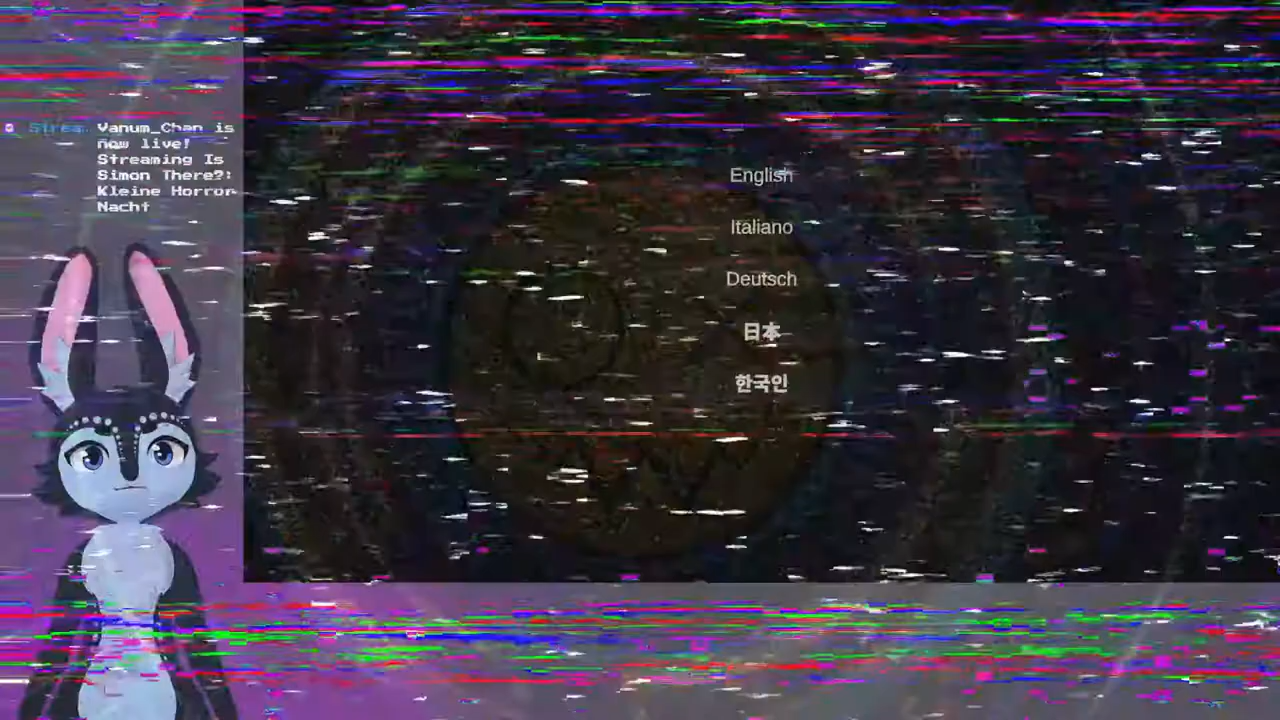 Vanum_Chan is
now live!
Streaming Is
Simon There?:
Kleine Horror-
Nacht
English
Italiano
Deutsch
日本
한국인